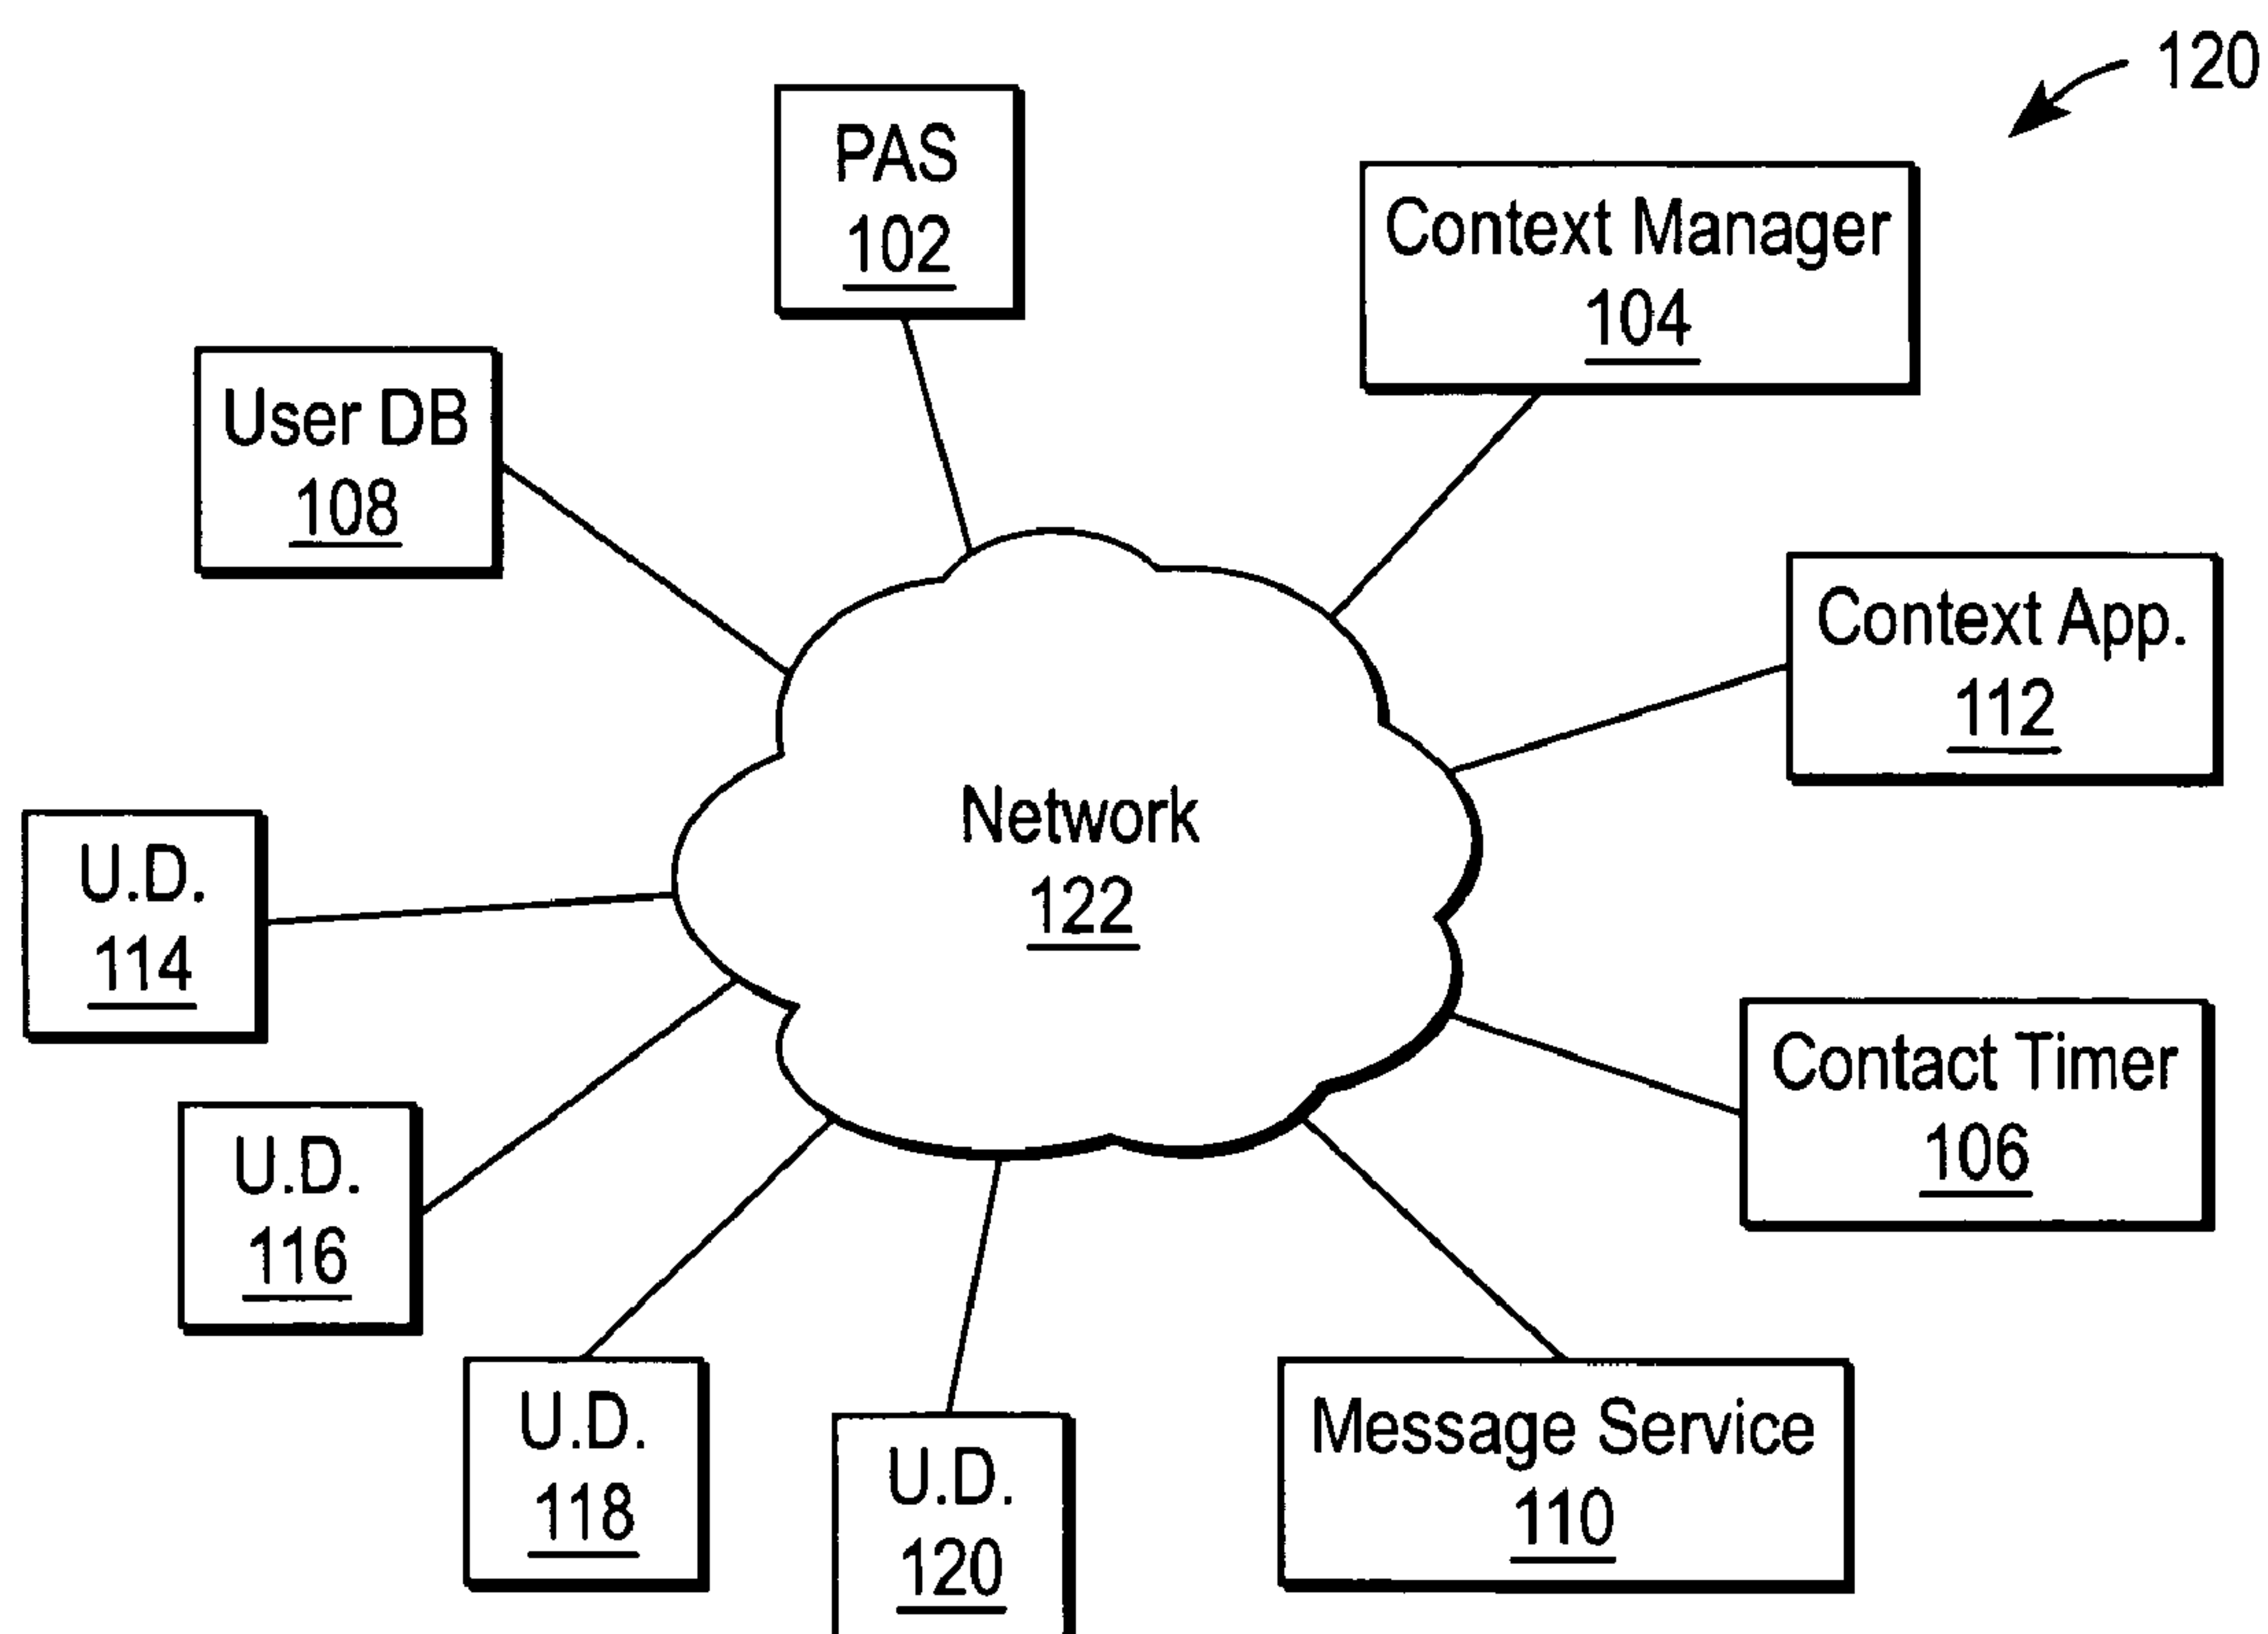 120
PAS
102
Context Manager
104
User DB
108
Context App.
112
Network
122
U.D.
114
Contact Timer
106
U.D.
116
U.D.
118
U.D.
120
Message Service
110